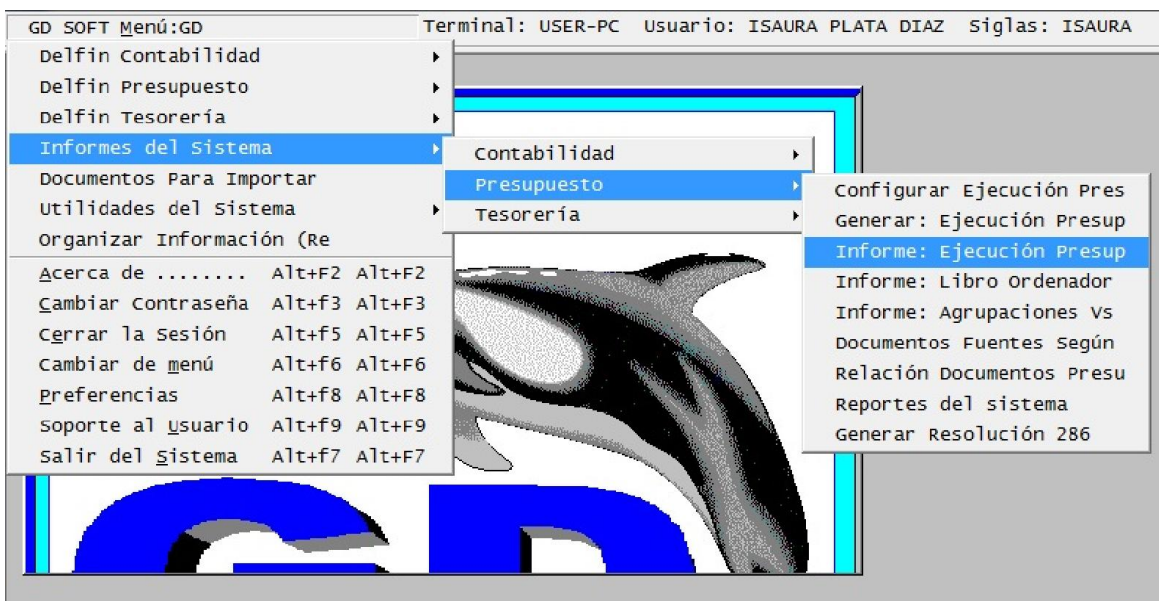 GD SOFT Menú:GD Terminal: USER-PC Usuario: ISAURA PLATA DIAZ Siglas: ISAURA
Delfin Contabilidad
Delfin Presupuesto
Delfin Tesorería
Informes del Sistema
Documentos Para Importar
Utilidades del Sistema
Organizar Información (Re
Acerca de ........ Alt+F2 Alt+F2
Cambiar Contraseña Alt+f3 Alt+F3
Cerrar la Sesión Alt+f5 Alt+F5
Cambiar de menú Alt+f6 Alt+F6
Preferencias Alt+f8 Alt+F8
Soporte al Usuario Alt+f9 Alt+F9
Salir del Sistema Alt+f7 Alt+F7
Contabilidad
Presupuesto
Tesorería
Configurar Ejecución Pres
Generar: Ejecución Presup
Informe: Ejecución Presup
Informe: Libro Ordenador
Informe: Agrupaciones Vs
Documentos Fuentes Según
Relación Documentos Presu
Reportes del sistema
Generar Resolución 286
GD